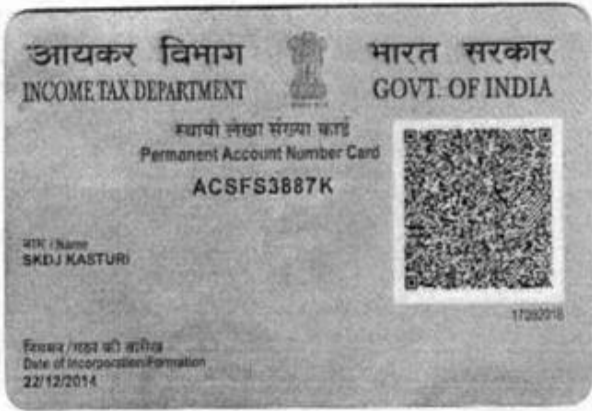 आयकर विभाग
INCOME TAX DEPARTMENT
भारत सरकार
GOVT. OF INDIA
स्थायी लेखा संख्या कार्ड
Permanent Account Number Card
ACSFS3887K
नाम / Name
SKDJ KASTURI
की तारीख
Date of Incorporation/Formation
22/12/2014